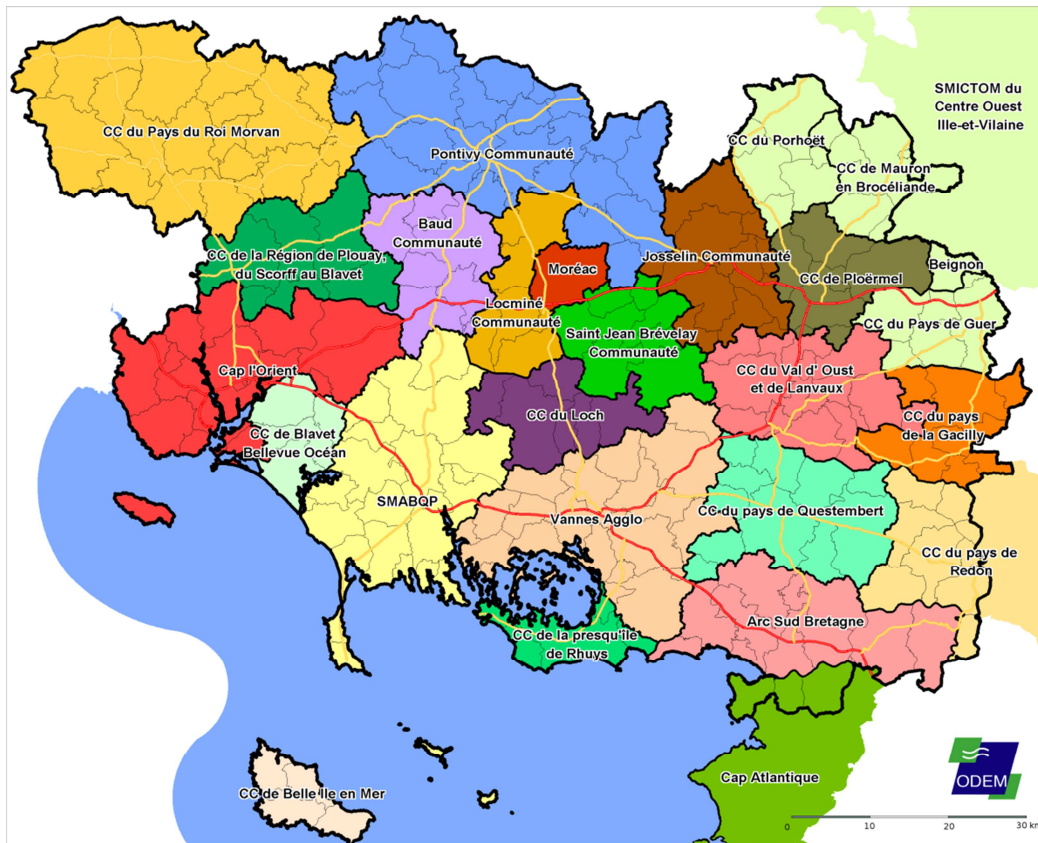 SMICTOM du
Centre Ouest
Ille-et-Vilaine
CC du Pays du Roi Morvan
CC du Porhoët
Pontivy Communauté
CC de Mauron
en Brocéliande
Baud
Communauté
CC de la Région de Plouay,
du Scorff au Blavet
Moréac
Josselin Communauté
Beignon
CC de Ploërmel
Locminé
Communauté
CC du Pays de Guer
Saint Jean Brévelay
Communauté
Cap l'Orient
CC du Val d' Oust
et de Lanvaux
CC du Loch
CC du pays
de la Gacilly
CC de Blavet
Bellevue Océan
SMABQP
CC du pays de Questembert
Vannes Agglo
CC du pays de
Redon
Arc Sud Bretagne
CC de la presqu'île
de Rhuys
Cap Atlantique
ODEM
CC de Belle Ile en Mer
0 10 20 30 km